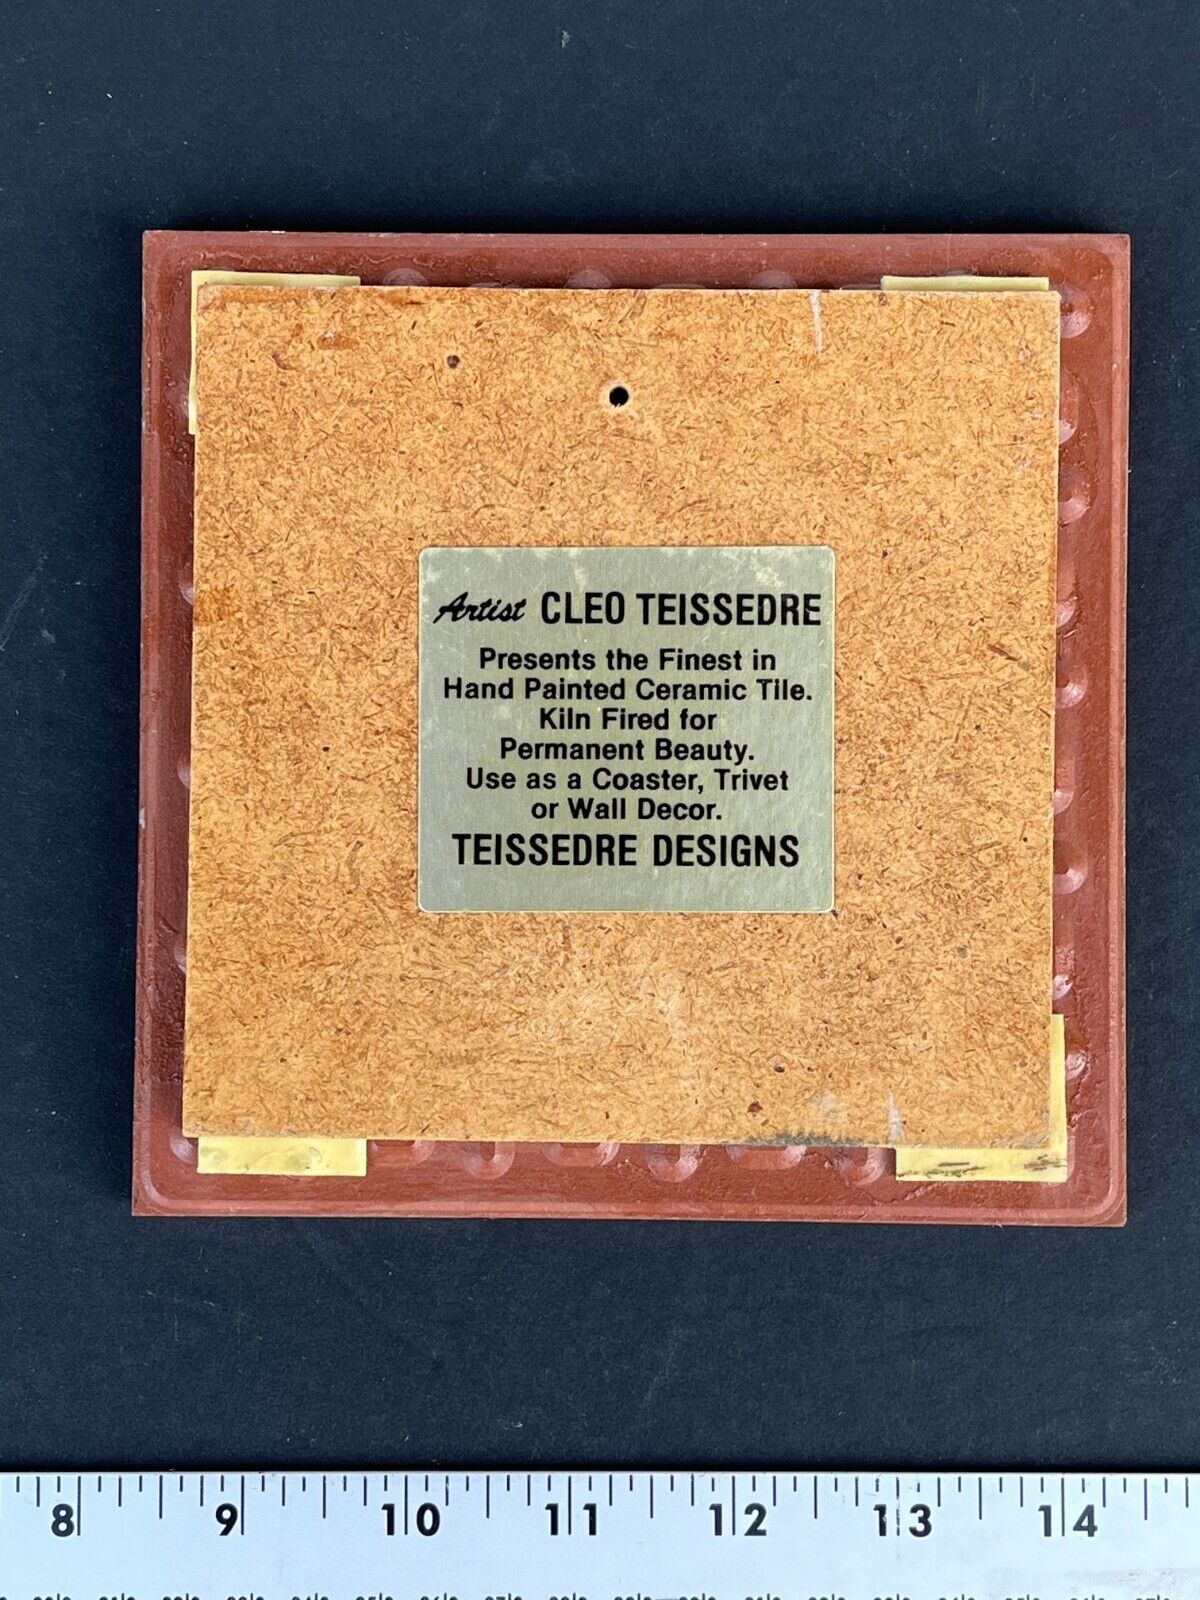 Artist CLEO TEISSEDRE
Presents the Finest in
Hand Painted Ceramic Tile.
Kiln Fired for
Permanent Beauty.
Use as a Coaster, Trivet
or Wall Decor.
TEISSEDRE DESIGNS
8 9 10 11 12 13 14